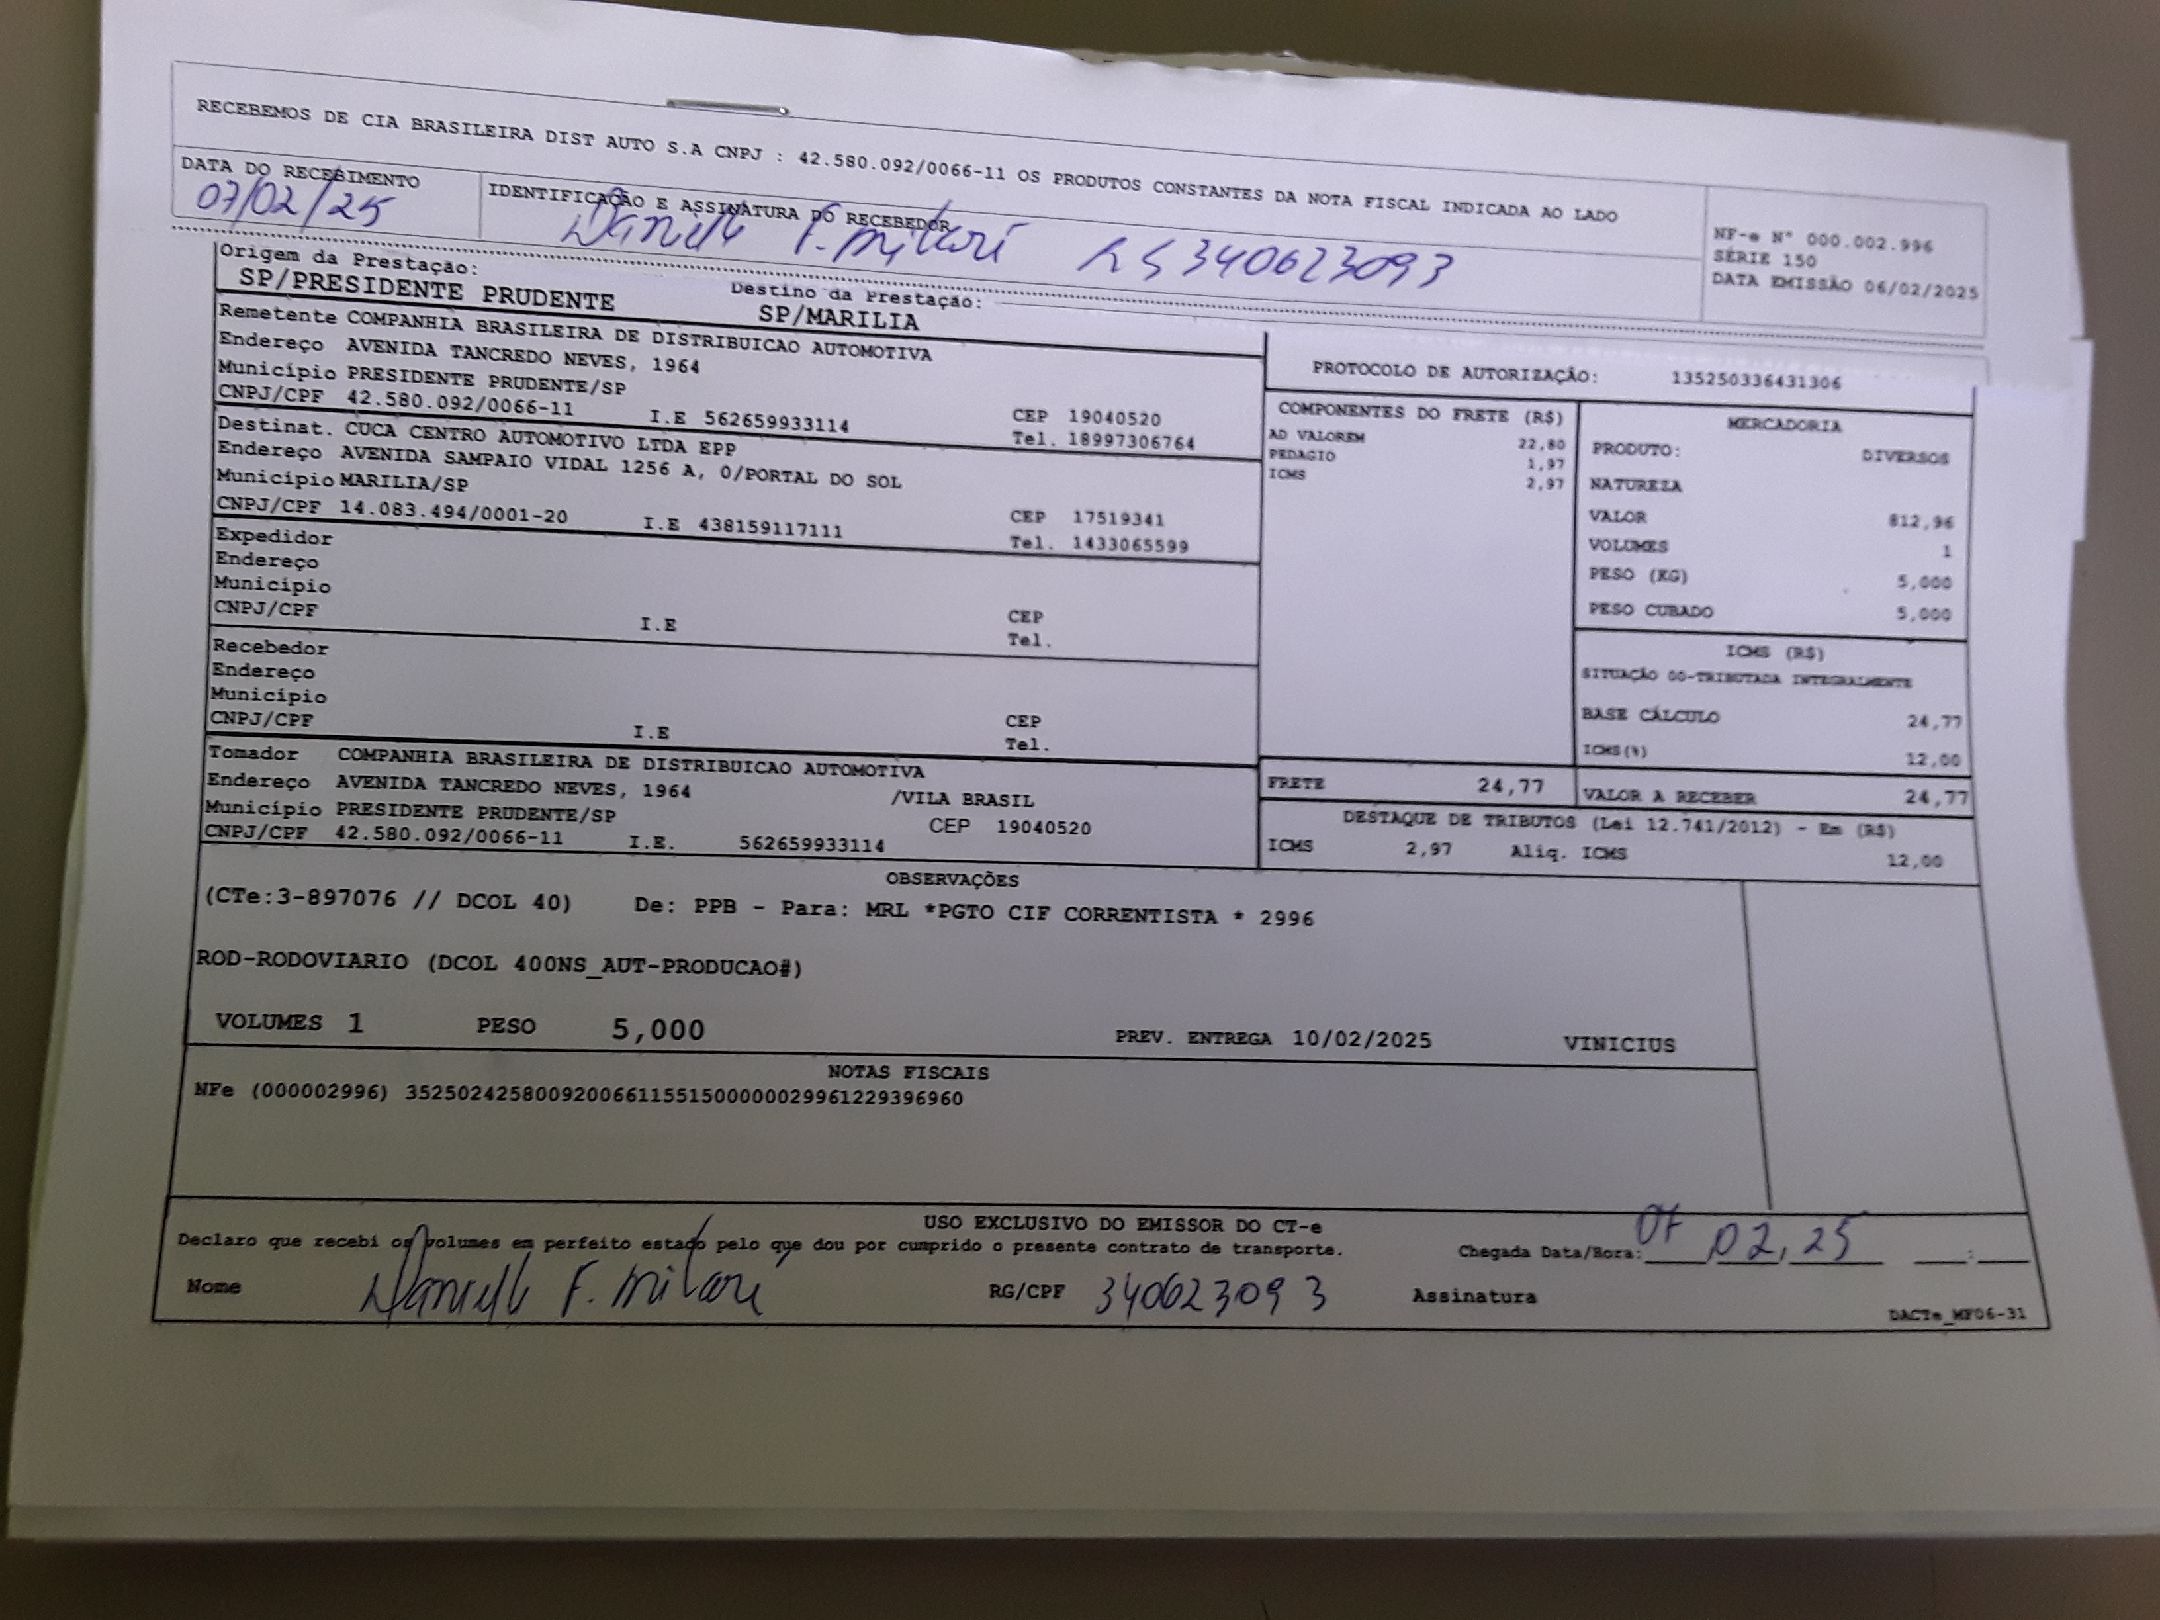 RECEBEMOS DE CIA BRASILEIRA DIST AUTO S.A CNPJ : 42.580.092/0066-11 OS PRODUTOS CONSTANTES DA NOTA FISCAL INDICADA AO LADO
DATA DO RECEBIMENTO
07/02/25
IDENTIFICAÇÃO E ASSINATURA DO RECEBEDOR
F. Milani 340623093
NF-e Nº 000.002.996
SÉRIE 150
DATA EMISSÃO 06/02/2025
Origem da Prestação:
SP/PRESIDENTE PRUDENTE
Destino da Prestação:
SP/MARILIA
Remetente COMPANHIA BRASILEIRA DE DISTRIBUICAO AUTOMOTIVA
Endereço AVENIDA TANCREDO NEVES, 1964
Município PRESIDENTE PRUDENTE/SP
CNPJ/CPF 42.580.092/0066-11 I.E 562659933114 CEP 19040520
Tel. 18997306764
Destinat. CUCA CENTRO AUTOMOTIVO LTDA EPP
Endereço AVENIDA SAMPAIO VIDAL 1256 A, 0/PORTAL DO SOL
Município MARILIA/SP
CNPJ/CPF 14.083.494/0001-20 I.E 438159117111 CEP 17519341
Tel. 1433065599
Expedidor
Endereço
Município
CNPJ/CPF I.E CEP
Tel.
Recebedor
Endereço
Município
CNPJ/CPF I.E CEP
Tel.
Tomador COMPANHIA BRASILEIRA DE DISTRIBUICAO AUTOMOTIVA
Endereço AVENIDA TANCREDO NEVES, 1964 /VILA BRASIL
Município PRESIDENTE PRUDENTE/SP CEP 19040520
CNPJ/CPF 42.580.092/0066-11 I.E. 562659933114
PROTOCOLO DE AUTORIZAÇÃO: 135250336431306
COMPONENTES DO FRETE (R$)
AD VALOREM 22,80
PEDAGIO 1,97
ICMS 2,97
MERCADORIA
PRODUTO: DIVERSOS
NATUREZA
VALOR 812,96
VOLUMES 1
PESO (KG) 5,000
PESO CUBADO 5,000
ICMS (R$)
SITUAÇÃO 00-TRIBUTADA INTEGRALMENTE
BASE CÁLCULO 24,77
ICMS(%) 12,00
FRETE 24,77
VALOR A RECEBER 24,77
DESTAQUE DE TRIBUTOS (Lei 12.741/2012) - Em (R$)
ICMS 2,97 Aliq. ICMS 12,00
OBSERVAÇÕES
(CTe:3-897076 // DCOL 40) De: PPB - Para: MRL *PGTO CIF CORRENTISTA * 2996
ROD-RODOVIARIO (DCOL 400NS_AUT-PRODUCAO#)
VOLUMES 1 PESO 5,000 PREV. ENTREGA 10/02/2025 VINICIUS
NOTAS FISCAIS
NFe (000002996) 35250242580092006611551500000029961229396960
USO EXCLUSIVO DO EMISSOR DO CT-e
Declaro que recebi os volumes em perfeito estado pelo que dou por cumprido o presente contrato de transporte.
Chegada Data/Hora: 07 02, 25 :
Nome F. Milani RG/CPF 340623093 Assinatura
DACTe_MF06-31